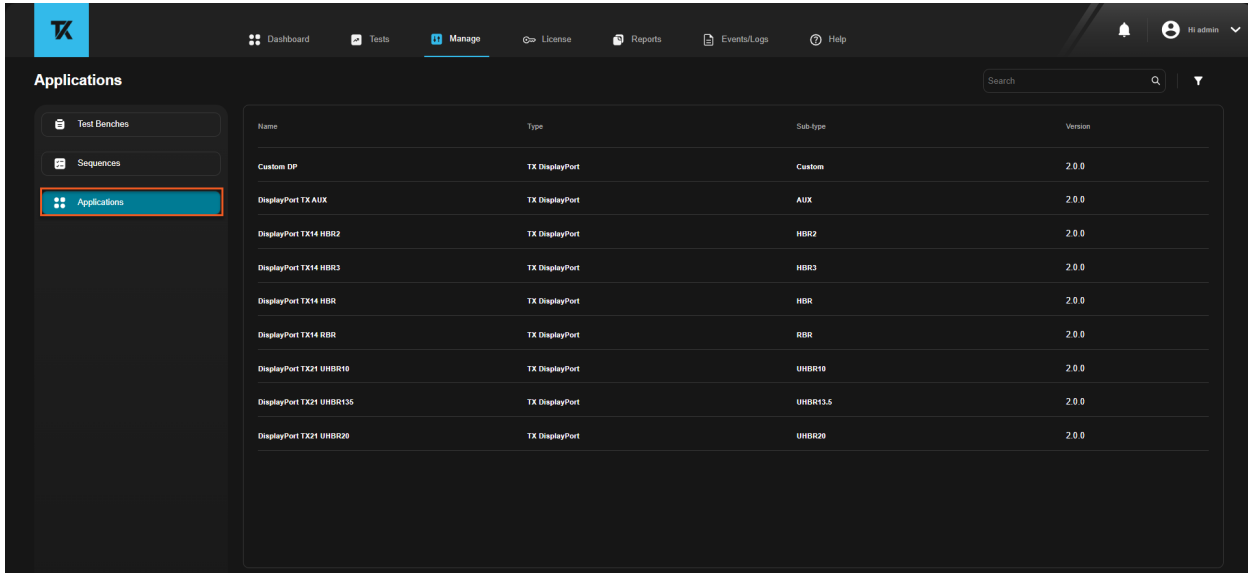 TK
Dashboard Tests Manage License Reports Events/Logs Help Hi admin
Applications
Search
Test Benches
Sequences
Applications
Name Type Sub-type Version
Custom DP TX DisplayPort Custom 2.0.0
DisplayPort TX AUX TX DisplayPort AUX 2.0.0
DisplayPort TX14 HBR2 TX DisplayPort HBR2 2.0.0
DisplayPort TX14 HBR3 TX DisplayPort HBR3 2.0.0
DisplayPort TX14 HBR TX DisplayPort HBR 2.0.0
DisplayPort TX14 RBR TX DisplayPort RBR 2.0.0
DisplayPort TX21 UHBR10 TX DisplayPort UHBR10 2.0.0
DisplayPort TX21 UHBR135 TX DisplayPort UHBR13.5 2.0.0
DisplayPort TX21 UHBR20 TX DisplayPort UHBR20 2.0.0